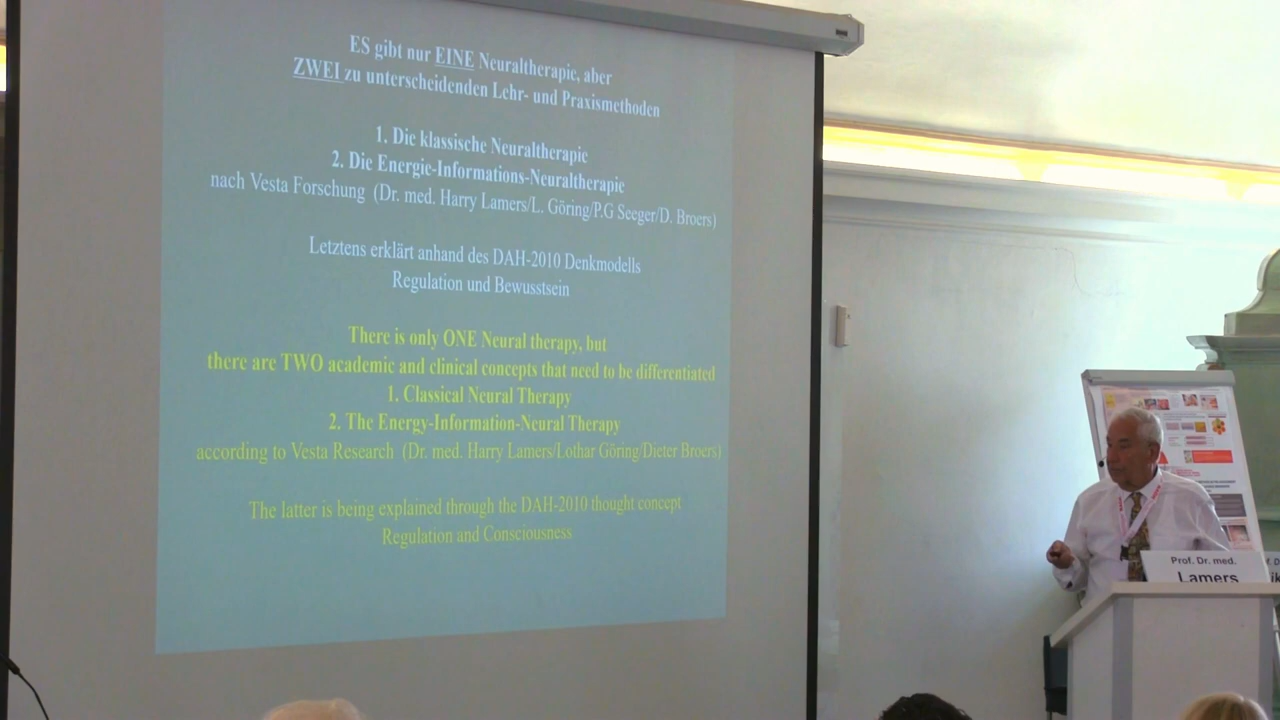 ES gibt nur EINE Neuraltherapie, aber
ZWEI zu unterscheidenden Lehr- und Praxismethoden
1. Die klassische Neuraltherapie
2. Die Energie-Informations-Neuraltherapie
nach Vesta Forschung (Dr. med. Harry Lamers/L. Göring/P.G Seeger/D. Broers)
Letztens erklärt anhand des DAH-2010 Denkmodells
Regulation und Bewusstsein
There is only ONE Neural therapy, but
there are TWO academic and clinical concepts that need to be differentiated
1. Classical Neural Therapy
2. The Energy-Information-Neural Therapy
according to Vesta Research (Dr. med. Harry Lamers/Lothar Göring/Dieter Broers)
The latter is being explained through the DAH-2010 thought concept
Regulation and Consciousness
Prof. Dr. med.
Lamers